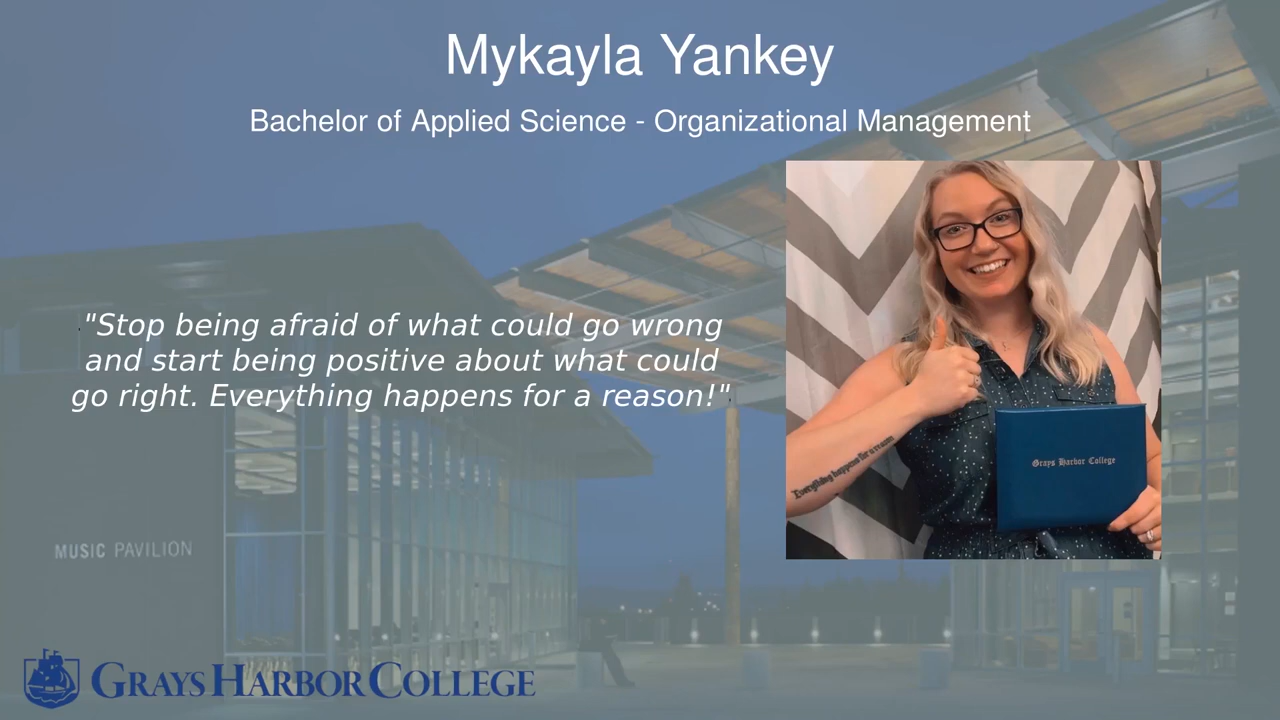 Mykayla Yankey
Bachelor of Applied Science - Organizational Management
"Stop being afraid of what could go wrong
and start being positive about what could
go right. Everything happens for a reason!"
Everything happens for a reason
Grays Harbor College
MUSIC PAVILION
GRAYS HARBOR COLLEGE